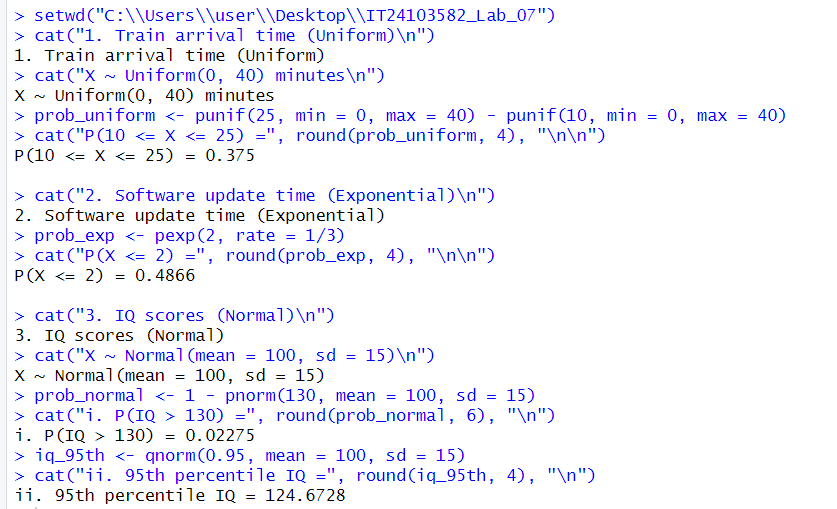 > setwd("C:\\Users\\user\\Desktop\\IT24103582_Lab_07")
> cat("1. Train arrival time (Uniform)\n")
1. Train arrival time (Uniform)
> cat("X ~ Uniform(0, 40) minutes\n")
X ~ Uniform(0, 40) minutes
> prob_uniform <- punif(25, min = 0, max = 40) - punif(10, min = 0, max = 40)
> cat("P(10 <= X <= 25) =", round(prob_uniform, 4), "\n\n")
P(10 <= X <= 25) = 0.375

> cat("2. Software update time (Exponential)\n")
2. Software update time (Exponential)
> prob_exp <- pexp(2, rate = 1/3)
> cat("P(X <= 2) =", round(prob_exp, 4), "\n\n")
P(X <= 2) = 0.4866

> cat("3. IQ scores (Normal)\n")
3. IQ scores (Normal)
> cat("X ~ Normal(mean = 100, sd = 15)\n")
X ~ Normal(mean = 100, sd = 15)
> prob_normal <- 1 - pnorm(130, mean = 100, sd = 15)
> cat("i. P(IQ > 130) =", round(prob_normal, 6), "\n")
i. P(IQ > 130) = 0.02275
> iq_95th <- qnorm(0.95, mean = 100, sd = 15)
> cat("ii. 95th percentile IQ =", round(iq_95th, 4), "\n")
ii. 95th percentile IQ = 124.6728